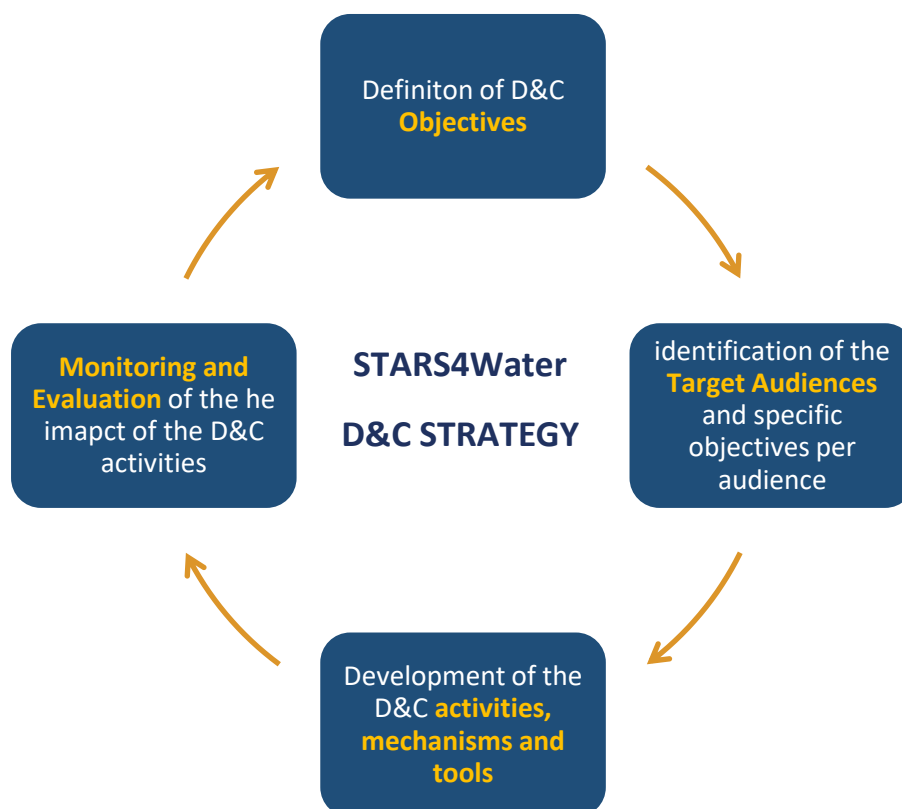 Definiton of D&C
Objectives
identification of the
Target Audiences
and specific
objectives per
audience
Development of the
D&C activities,
mechanisms and
tools
Monitoring and
Evaluation of the he
imapct of the D&C
activities
STARS4Water
D&C STRATEGY